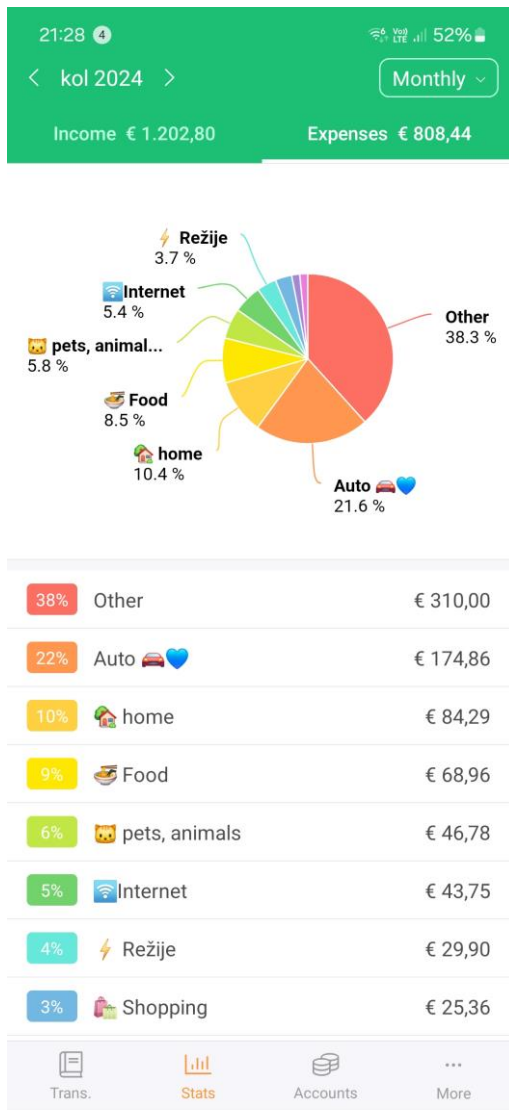 21:28 4 Vo)) LTE 52%
kol 2024 Monthly
Income € 1.202,80 Expenses € 808,44
Režije
3.7 %
Internet
5.4 %
Other
38.3 %
pets, animal...
5.8 %
Food
8.5 %
home
10.4 %
Auto
21.6 %
38% Other € 310,00
22% Auto € 174,86
10% home € 84,29
9% Food € 68,96
6% pets, animals € 46,78
5% Internet € 43,75
4% Režije € 29,90
3% Shopping € 25,36
Trans. Stats Accounts More